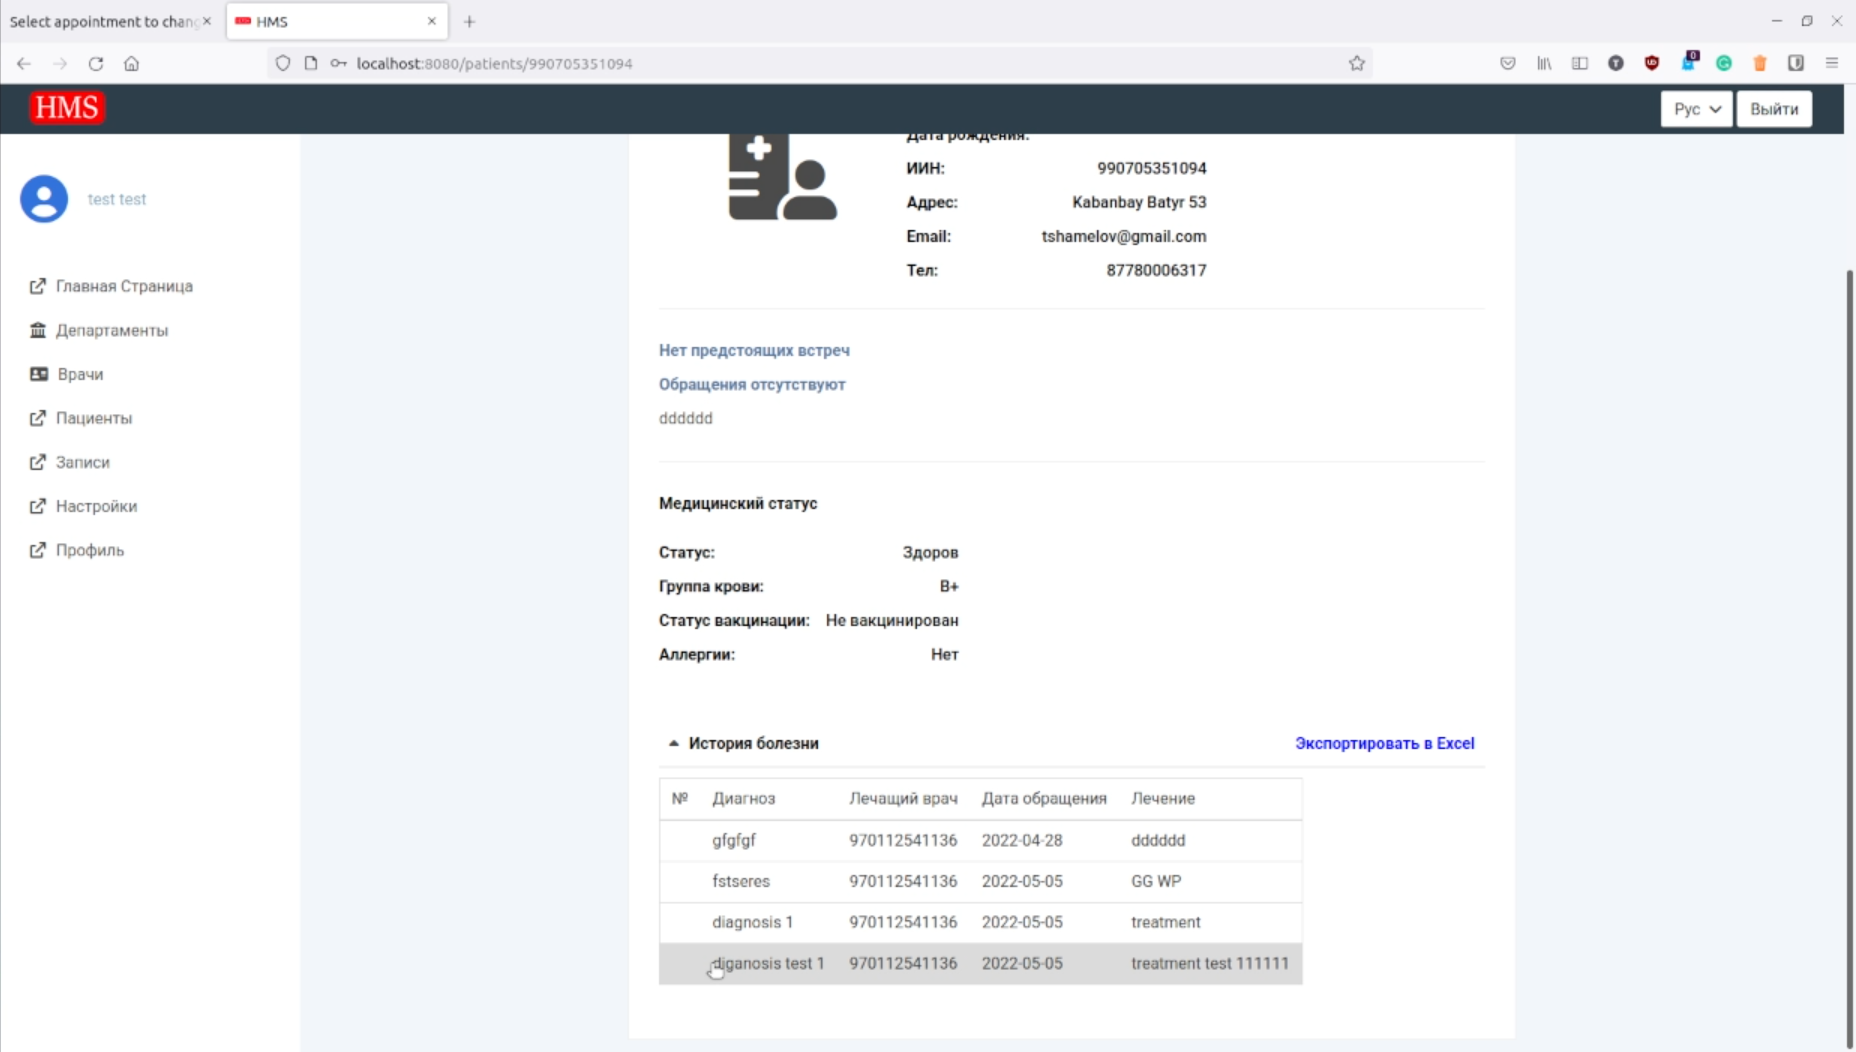 Select appointment to chang
HMS
localhost:8080/patients/990705351094
HMS
Рус
Выйти
test test
Главная Страница
Департаменты
Врачи
Пациенты
Записи
Настройки
Профиль
Дата рождения:
ИИН: 990705351094
Адрес: Kabanbay Batyr 53
Email: tshamelov@gmail.com
Тел: 87780006317
Нет предстоящих встреч
Обращения отсутствуют
dddddd
Медицинский статус
Статус: Здоров
Группа крови: B+
Статус вакцинации: Не вакцинирован
Аллергии: Нет
История болезни
Экспортировать в Excel
№ Диагноз Лечащий врач Дата обращения Лечение
gfgfgf 970112541136 2022-04-28 dddddd
fstseres 970112541136 2022-05-05 GG WP
diagnosis 1 970112541136 2022-05-05 treatment
diganosis test 1 970112541136 2022-05-05 treatment test 111111